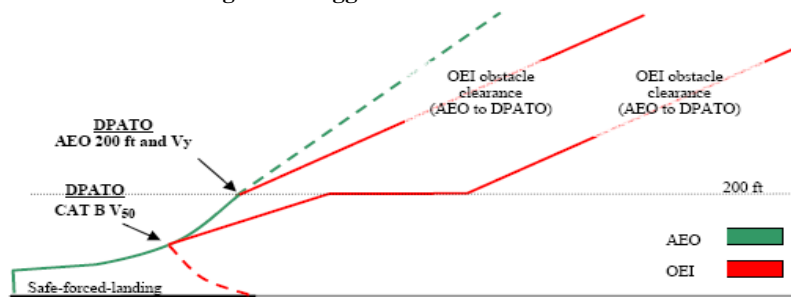 OEI obstacle
clearance
(AEO to DPATO)
OEI obstacle
clearance
(AEO to DPATO)
DPATO
AEO 200 ft and Vy
DPATO
CAT B V50
200 ft
AEO
OEI
Safe-forced-landing